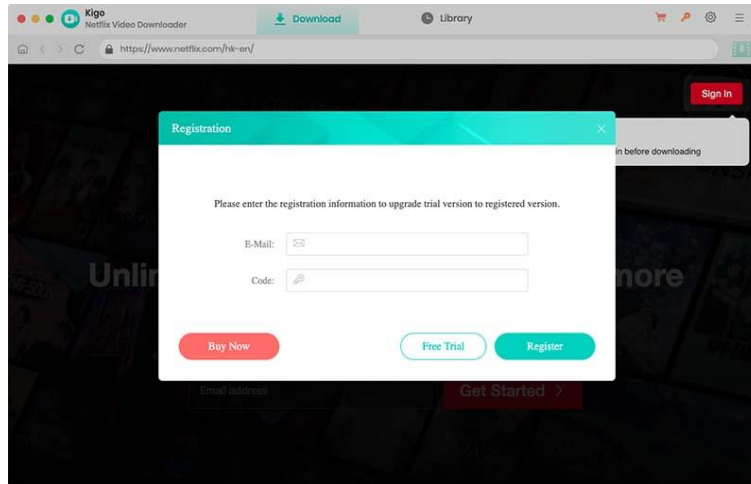 Kigo
Netflix Video Downloader
Download
Library
https://www.netflix.com/hk-en/
Sign In
in before downloading
Registration
Please enter the registration information to upgrade trial version to registered version.
E-Mail:
Code:
Buy Now
Free Trial
Register
Unlin
more
Email address
Get Started